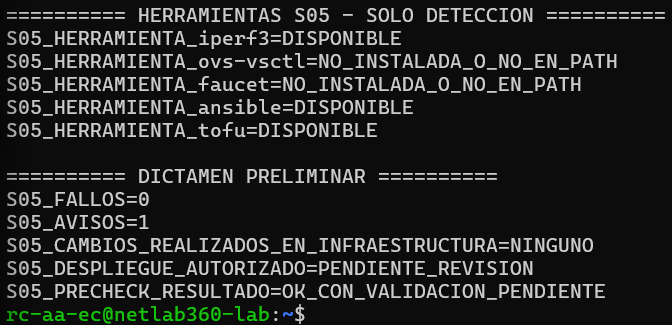 ========== HERRAMIENTAS S05 - SOLO DETECCION ==========
S05_HERRAMIENTA_iperf3=DISPONIBLE
S05_HERRAMIENTA_ovs-vsctl=NO_INSTALADA_O_NO_EN_PATH
S05_HERRAMIENTA_faucet=NO_INSTALADA_O_NO_EN_PATH
S05_HERRAMIENTA_ansible=DISPONIBLE
S05_HERRAMIENTA_tofu=DISPONIBLE

========== DICTAMEN PRELIMINAR ==========
S05_FALLOS=0
S05_AVISOS=1
S05_CAMBIOS_REALIZADOS_EN_INFRAESTRUCTURA=NINGUNO
S05_DESPLIEGUE_AUTORIZADO=PENDIENTE_REVISION
S05_PRECHECK_RESULTADO=OK_CON_VALIDACION_PENDIENTE
rc-aa-ec@netlab360-lab:~$